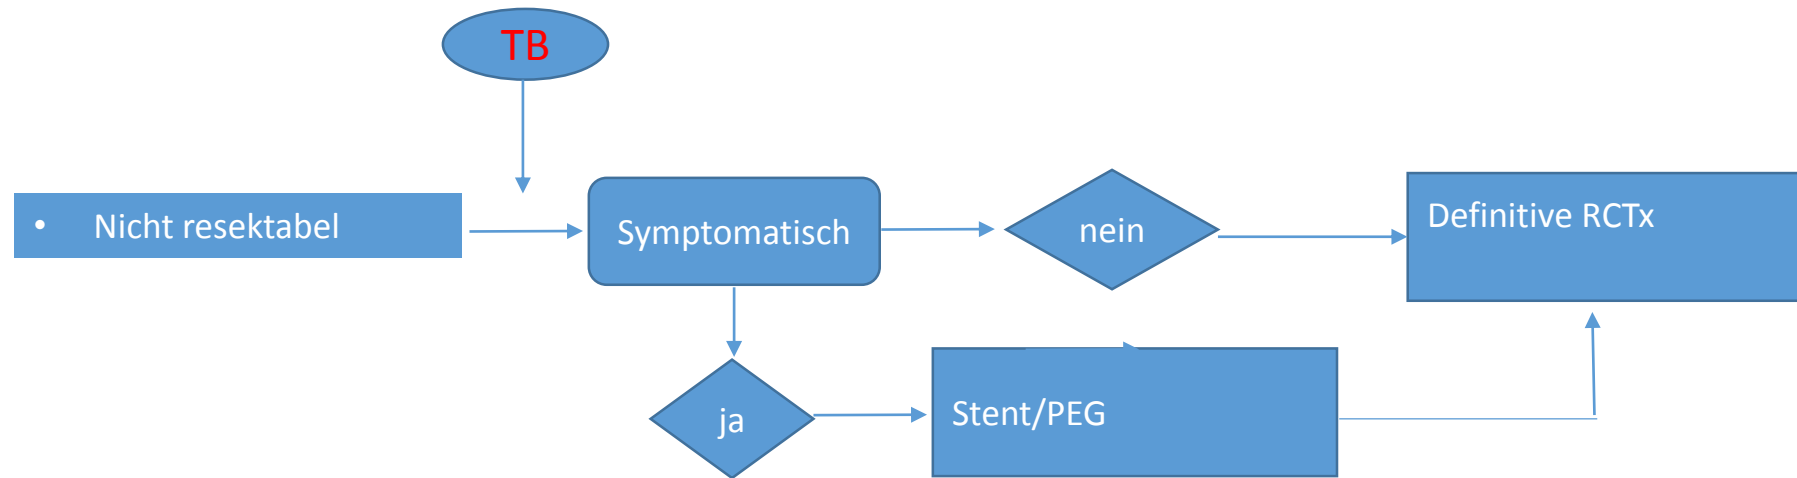 TB
• Nicht resektabel
Symptomatisch
nein
Definitive RCTx
ja
Stent/PEG